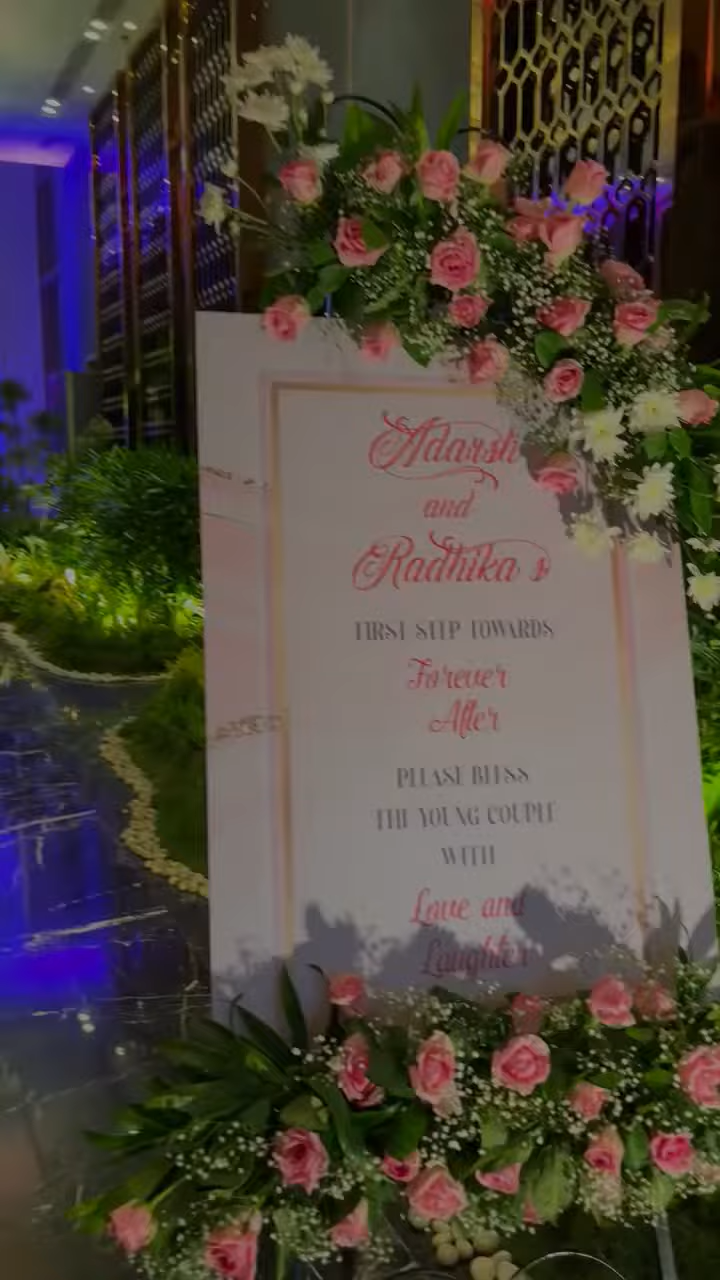 Adarsh
and
Radhika's
FIRST STEP TOWARDS
Forever
After
PLEASE BLESS
THE YOUNG COUPLE
WITH
Love and
Laughter